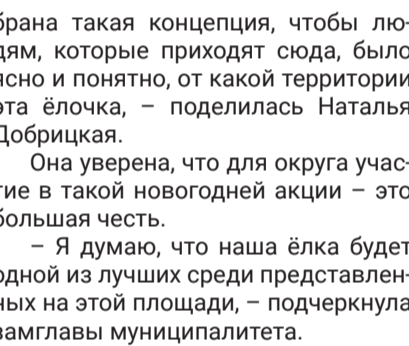 брана такая концепция, чтобы лю-
дям, которые приходят сюда, было
ясно и понятно, от какой территории
эта ёлочка, – поделилась Наталья
Добрицкая.
Она уверена, что для округа учас-
тие в такой новогодней акции – это
большая честь.
– Я думаю, что наша ёлка будет
одной из лучших среди представлен-
ных на этой площади, – подчеркнула
замглавы муниципалитета.